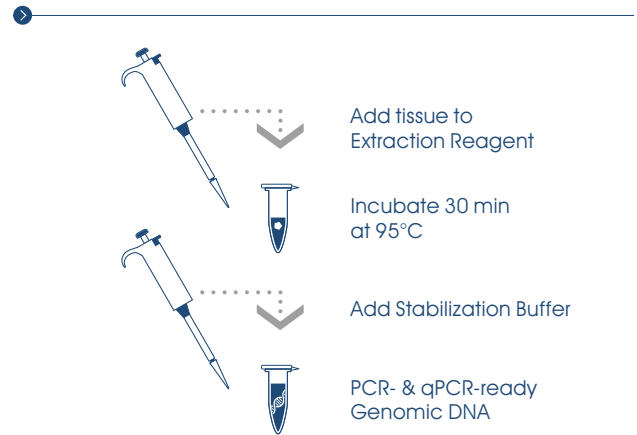 Add tissue to
Extraction Reagent
Incubate 30 min
at 95°C
Add Stabilization Buffer
PCR- & qPCR-ready
Genomic DNA